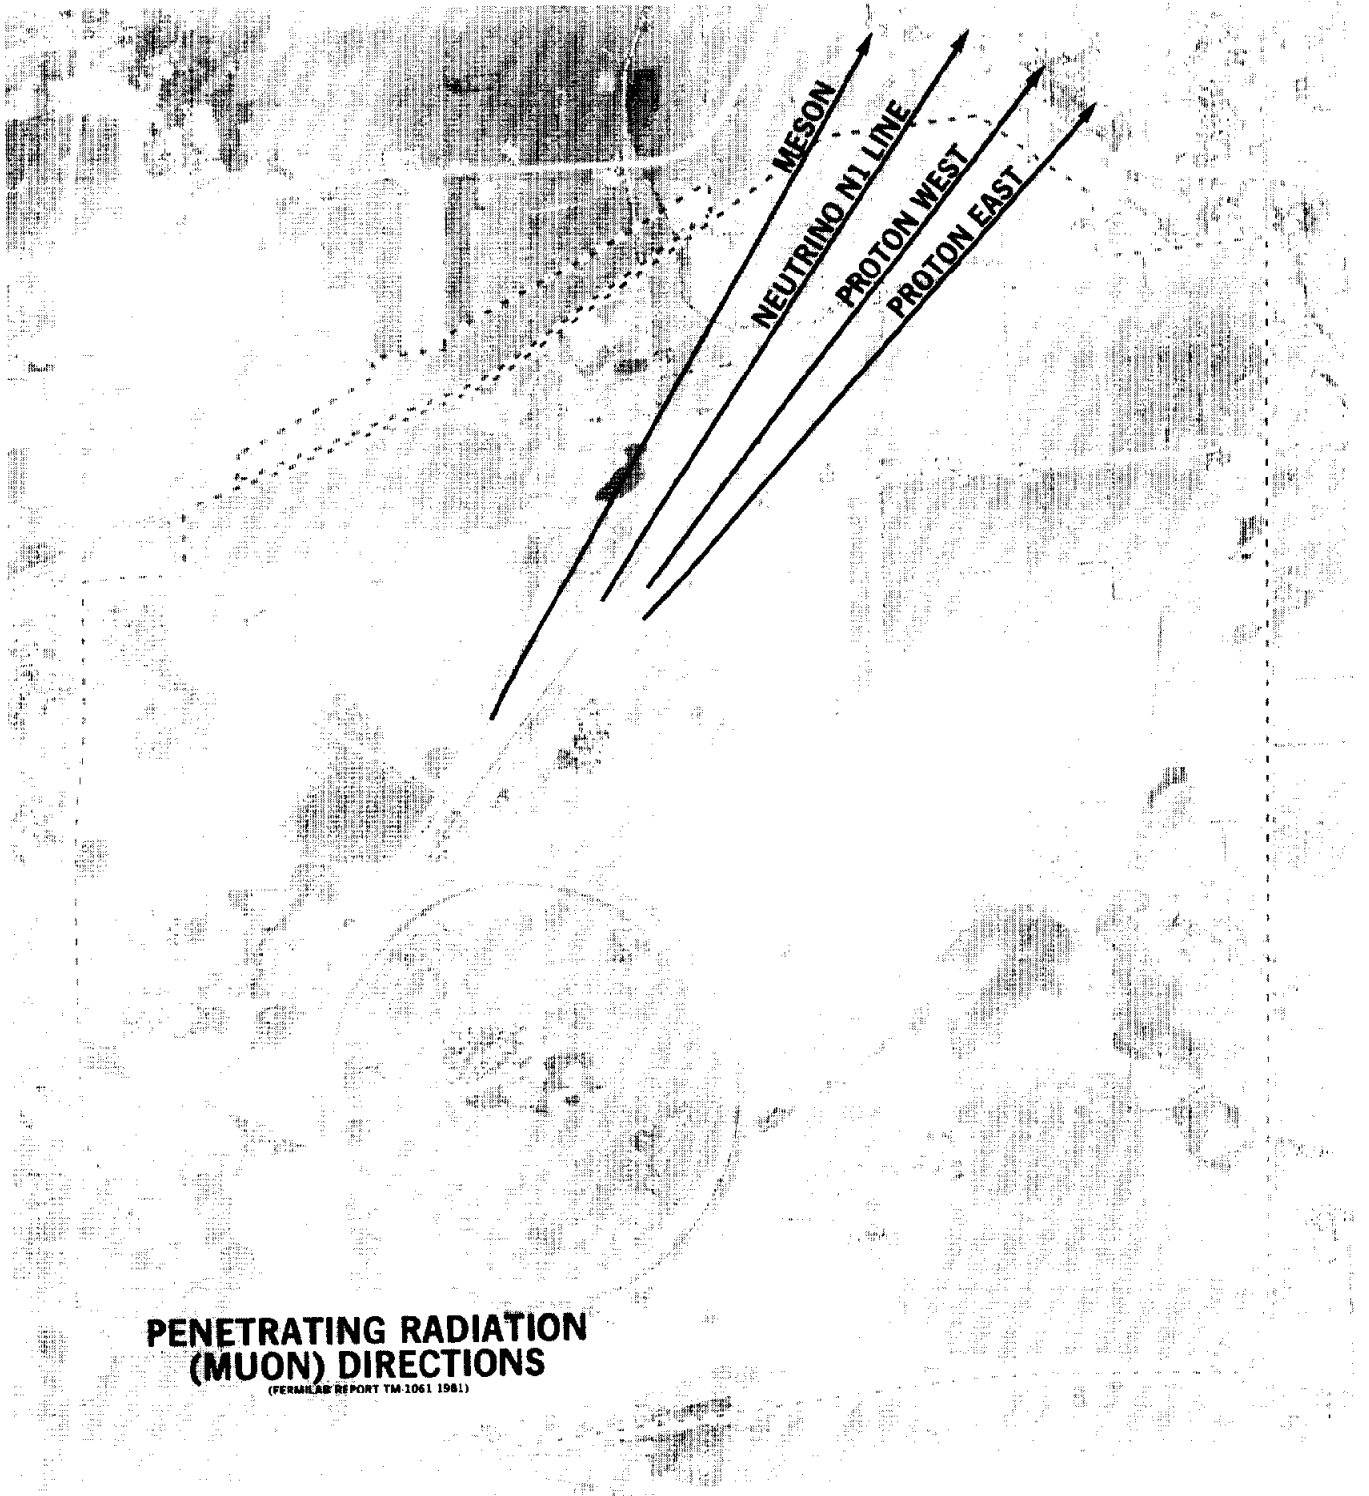 MESON
NEUTRINO N1 LINE
PROTON WEST
PROTON EAST
PENETRATING RADIATION
(MUON) DIRECTIONS
(FERMILAB REPORT TM-1061 1981)